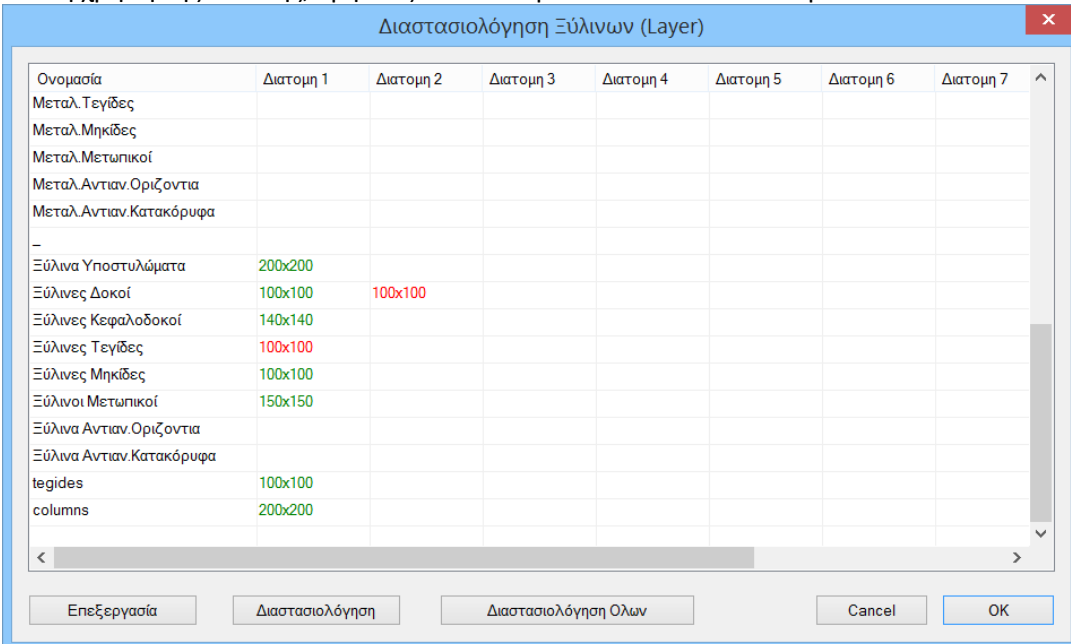 Διαστασιολόγηση Ξύλινων (Layer)
Ονομασία Διατομη 1 Διατομη 2 Διατομη 3 Διατομη 4 Διατομη 5 Διατομη 6 Διατομη 7
Μεταλ.Τεγίδες
Μεταλ.Μηκίδες
Μεταλ.Μετωπικοί
Μεταλ.Αντιαν.Οριζοντια
Μεταλ.Αντιαν.Κατακόρυφα
_
Ξύλινα Υποστυλώματα 200x200
Ξύλινες Δοκοί 100x100 100x100
Ξύλινες Κεφαλοδοκοί 140x140
Ξύλινες Τεγίδες 100x100
Ξύλινες Μηκίδες 100x100
Ξύλινοι Μετωπικοί 150x150
Ξύλινα Αντιαν.Οριζοντια
Ξύλινα Αντιαν.Κατακόρυφα
tegides 100x100
columns 200x200
Επεξεργασία Διαστασιολόγηση Διαστασιολόγηση Ολων Cancel OK